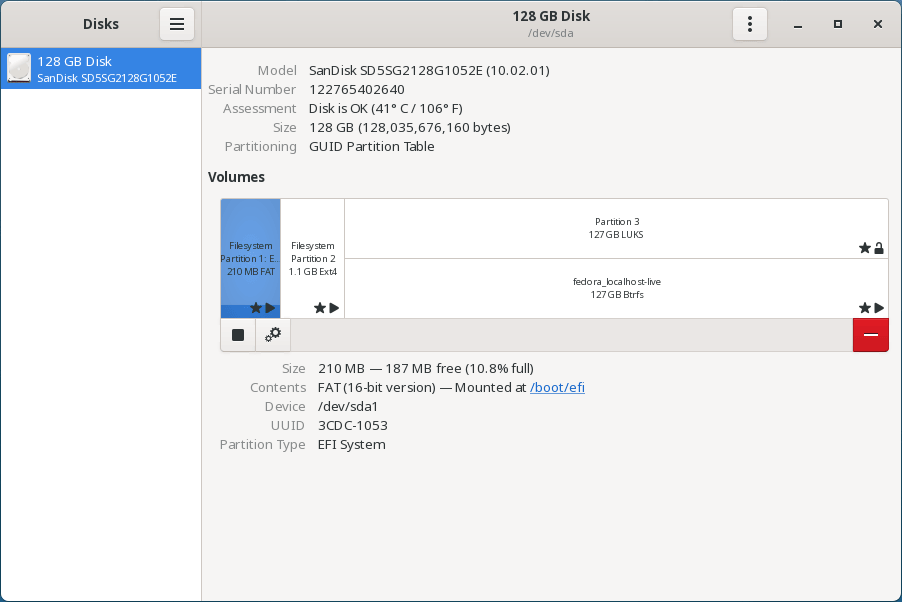 Disks
128 GB Disk
/dev/sda
128 GB Disk
SanDisk SD5SG2128G1052E
Model SanDisk SD5SG2128G1052E (10.02.01)
Serial Number 122765402640
Assessment Disk is OK (41° C / 106° F)
Size 128 GB (128,035,676,160 bytes)
Partitioning GUID Partition Table
Volumes
Filesystem
Partition 1: E...
210 MB FAT
Filesystem
Partition 2
1.1 GB Ext4
Partition 3
127 GB LUKS
fedora_localhost-live
127 GB Btrfs
Size 210 MB — 187 MB free (10.8% full)
Contents FAT (16-bit version) — Mounted at /boot/efi
Device /dev/sda1
UUID 3CDC-1053
Partition Type EFI System